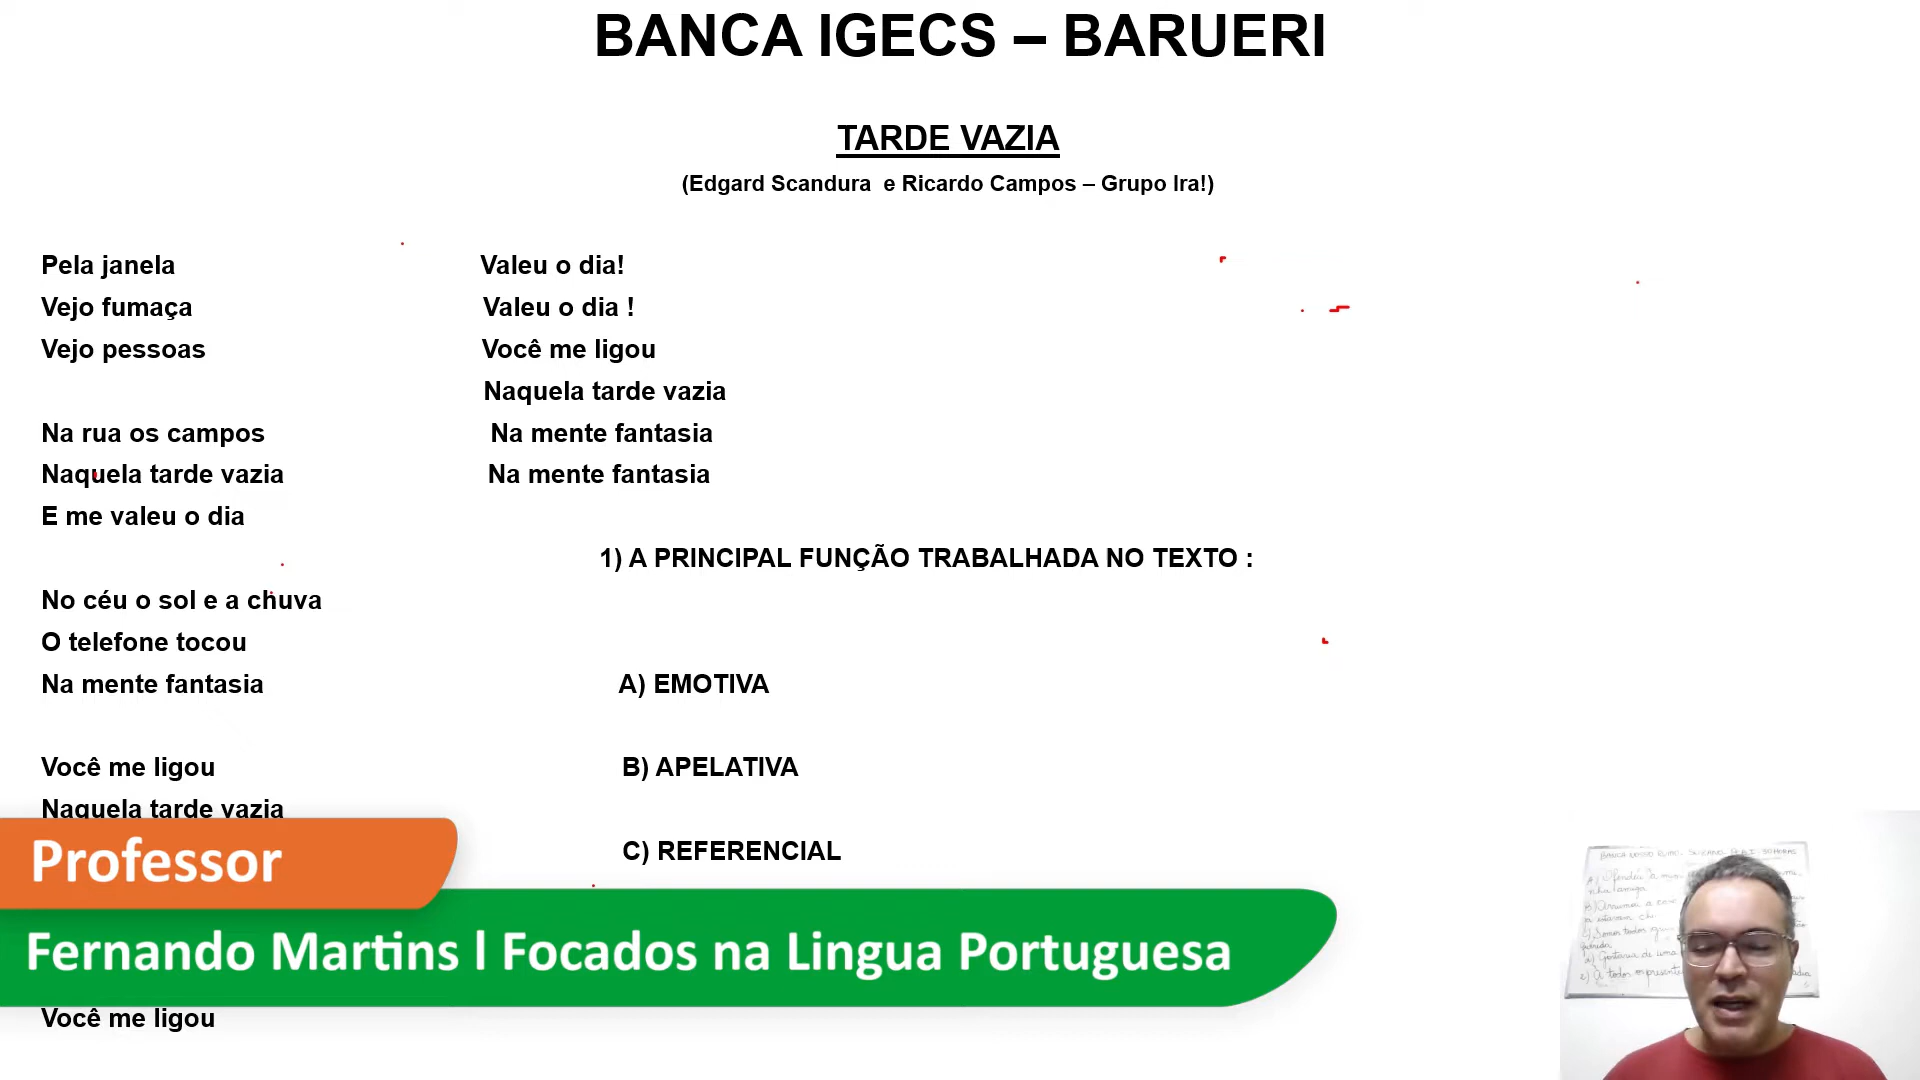 BANCA IGECS – BARUERI
TARDE VAZIA
(Edgard Scandura e Ricardo Campos – Grupo Ira!)
Pela janela
Vejo fumaça
Vejo pessoas
Na rua os campos
Naquela tarde vazia
E me valeu o dia
No céu o sol e a chuva
O telefone tocou
Na mente fantasia
Você me ligou
Naquela tarde vazia
Você me ligou
Valeu o dia!
Valeu o dia !
Você me ligou
Naquela tarde vazia
Na mente fantasia
Na mente fantasia
1) A PRINCIPAL FUNÇÃO TRABALHADA NO TEXTO :
A) EMOTIVA
B) APELATIVA
C) REFERENCIAL
Professor
Fernando Martins l Focados na Lingua Portuguesa